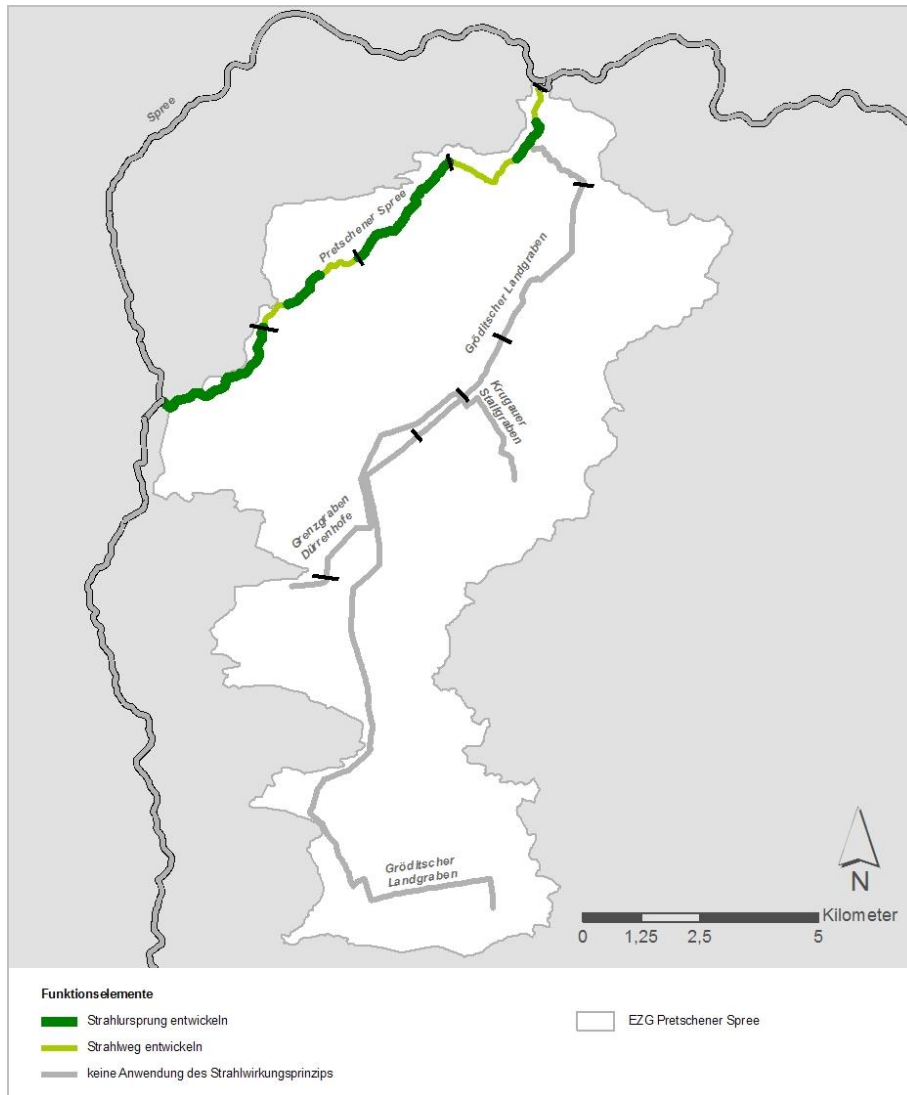 Spree
Pretschener Spree
Gröditscher Landgraben
Krugauer
Stallgraben
Grenzgraben
Dürrenhofe
Gröditscher
Landgraben
N
Kilometer
0 1,25 2,5 5
Funktionselemente
Strahlursprung entwickeln
EZG Pretschener Spree
Strahlweg entwickeln
keine Anwendung des Strahlwirkungsprinzips